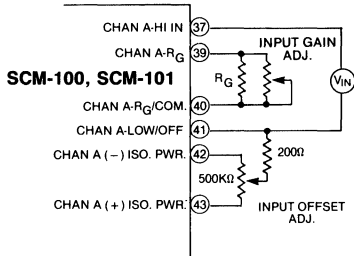 CHAN A-HI IN 37
CHAN A-RG 39
INPUT GAIN
ADJ.
RG
SCM-100, SCM-101
VIN
CHAN A-RG/COM. 40
CHAN A-LOW/OFF 41
CHAN A (−) ISO. PWR. 42
200Ω
500KΩ
CHAN A (+) ISO. PWR. 43
INPUT OFFSET
ADJ.